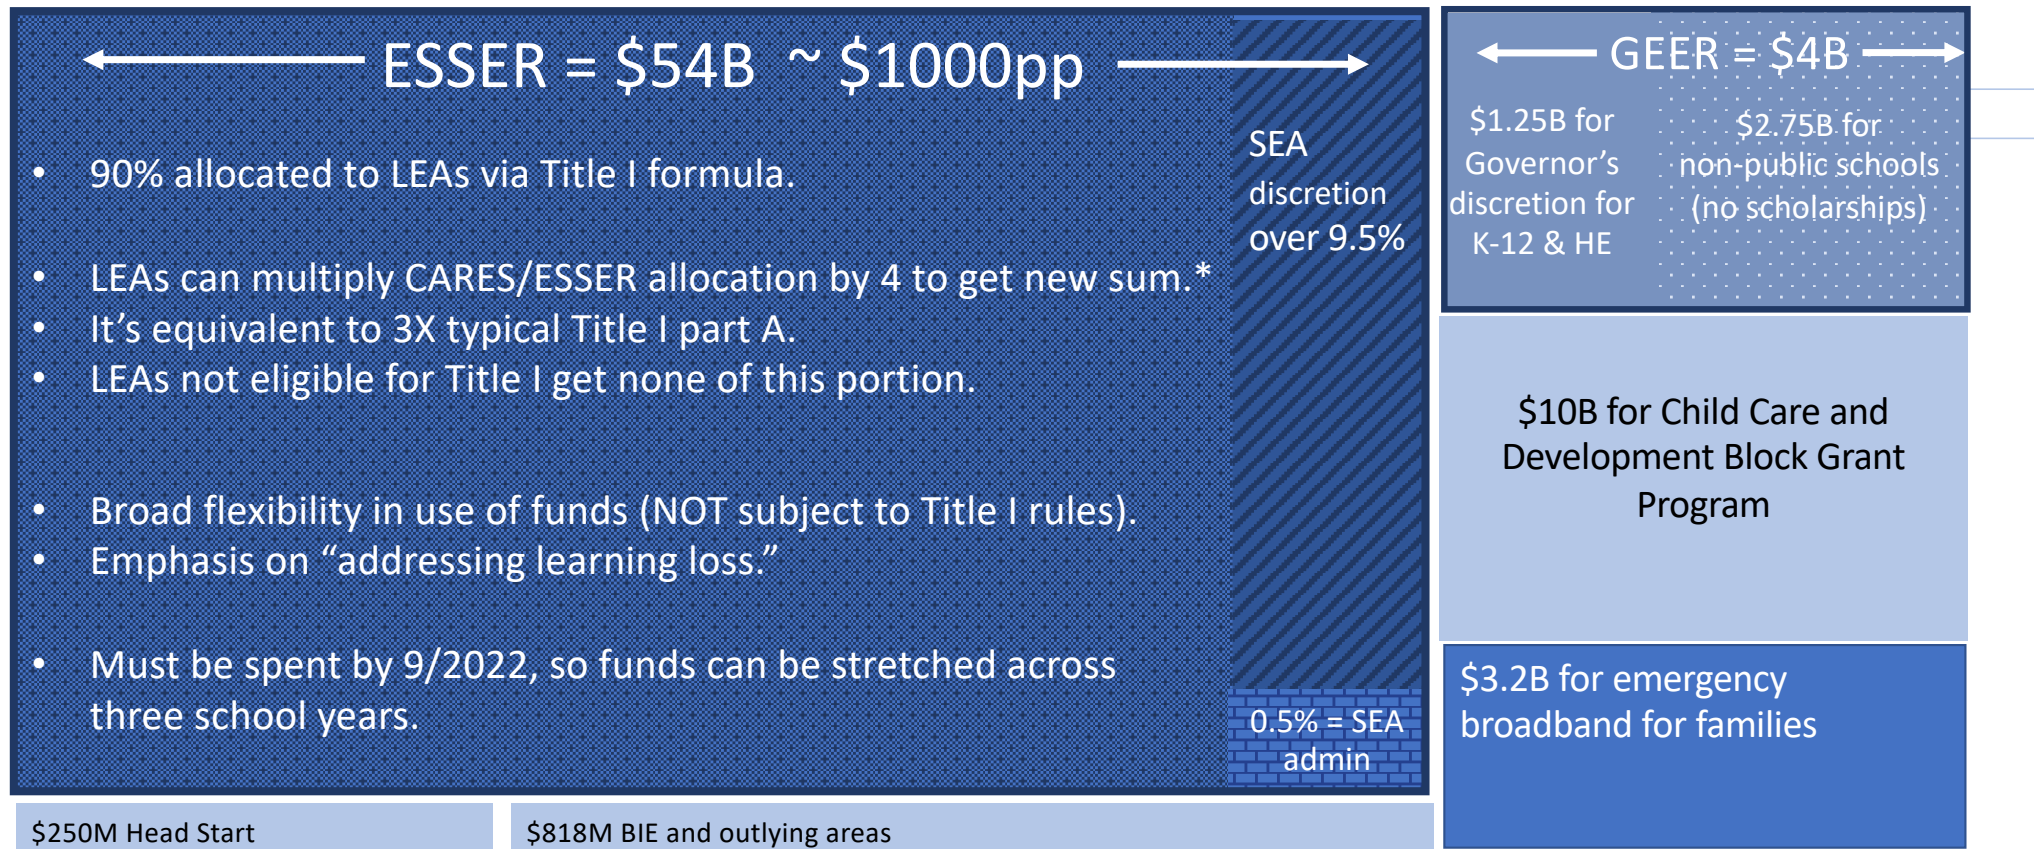 ESSER = $54B ~ $1000pp
• 90% allocated to LEAs via Title I formula.
• LEAs can multiply CARES/ESSER allocation by 4 to get new sum.*
• It’s equivalent to 3X typical Title I part A.
• LEAs not eligible for Title I get none of this portion.
• Broad flexibility in use of funds (NOT subject to Title I rules).
• Emphasis on “addressing learning loss.”
• Must be spent by 9/2022, so funds can be stretched across
three school years.
SEA
discretion
over 9.5%
0.5% = SEA
admin
GEER = $4B
$1.25B for
Governor’s
discretion for
K-12 & HE
$2.75B for
non-public schools
(no scholarships)
$10B for Child Care and
Development Block Grant
Program
$3.2B for emergency
broadband for families
$250M Head Start
$818M BIE and outlying areas